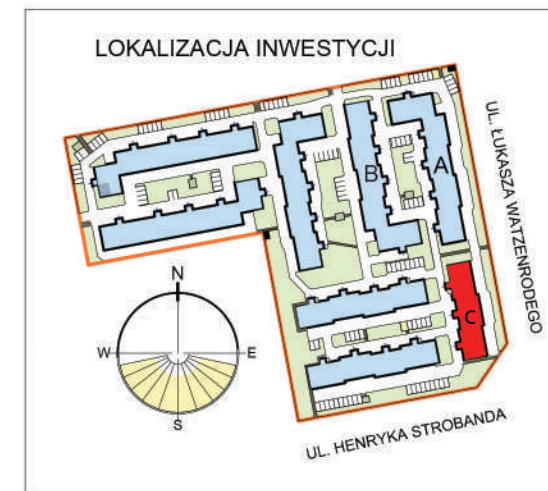 LOKALIZACJA INWESTYCJI
UL. ŁUKASZA WATZENRODEGO
B
A
C
N
W
E
S
UL. HENRYKA STROBANDA